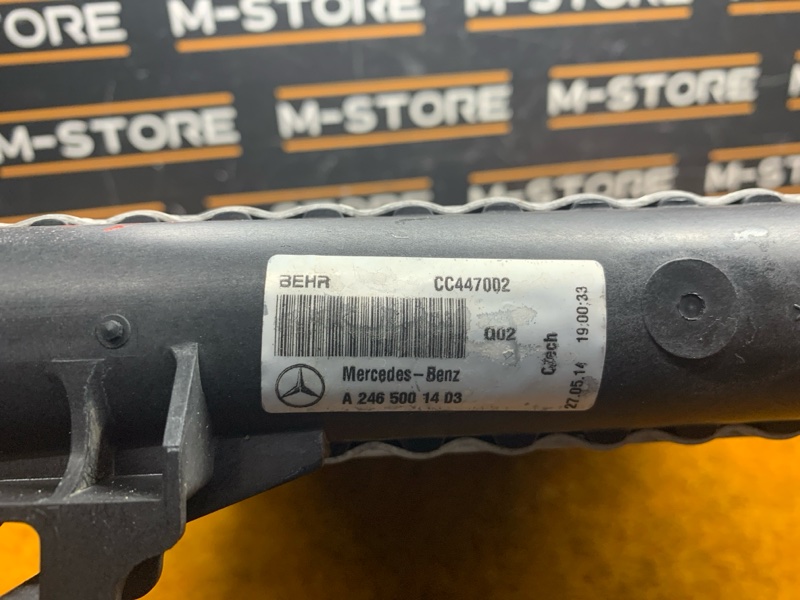 M-STORE
M-STORE
M-STORE
M-STORE
M-STORE
M-STORE
M-STORE
BEHR CC447002
Q02
Mercedes-Benz
A 246 500 14 03
Czech
27.05.14 19:00:33